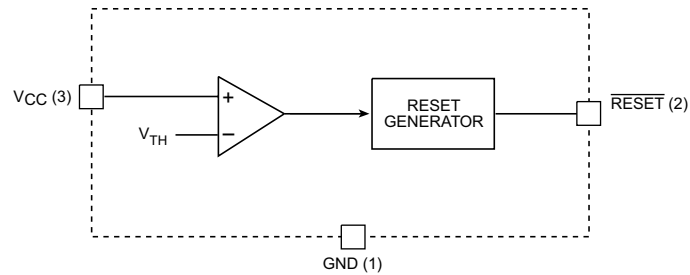 VCC (3)
+
VTH
−
RESET
GENERATOR
RESET (2)
GND (1)